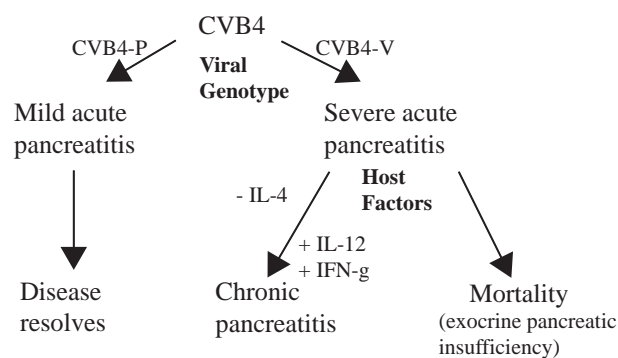 CVB4
CVB4-P
CVB4-V
Viral
Genotype
Mild acute
pancreatitis
Severe acute
pancreatitis
Host
Factors
- IL-4
+ IL-12
+ IFN-g
Disease
resolves
Chronic
pancreatitis
Mortality
(exocrine pancreatic
insufficiency)